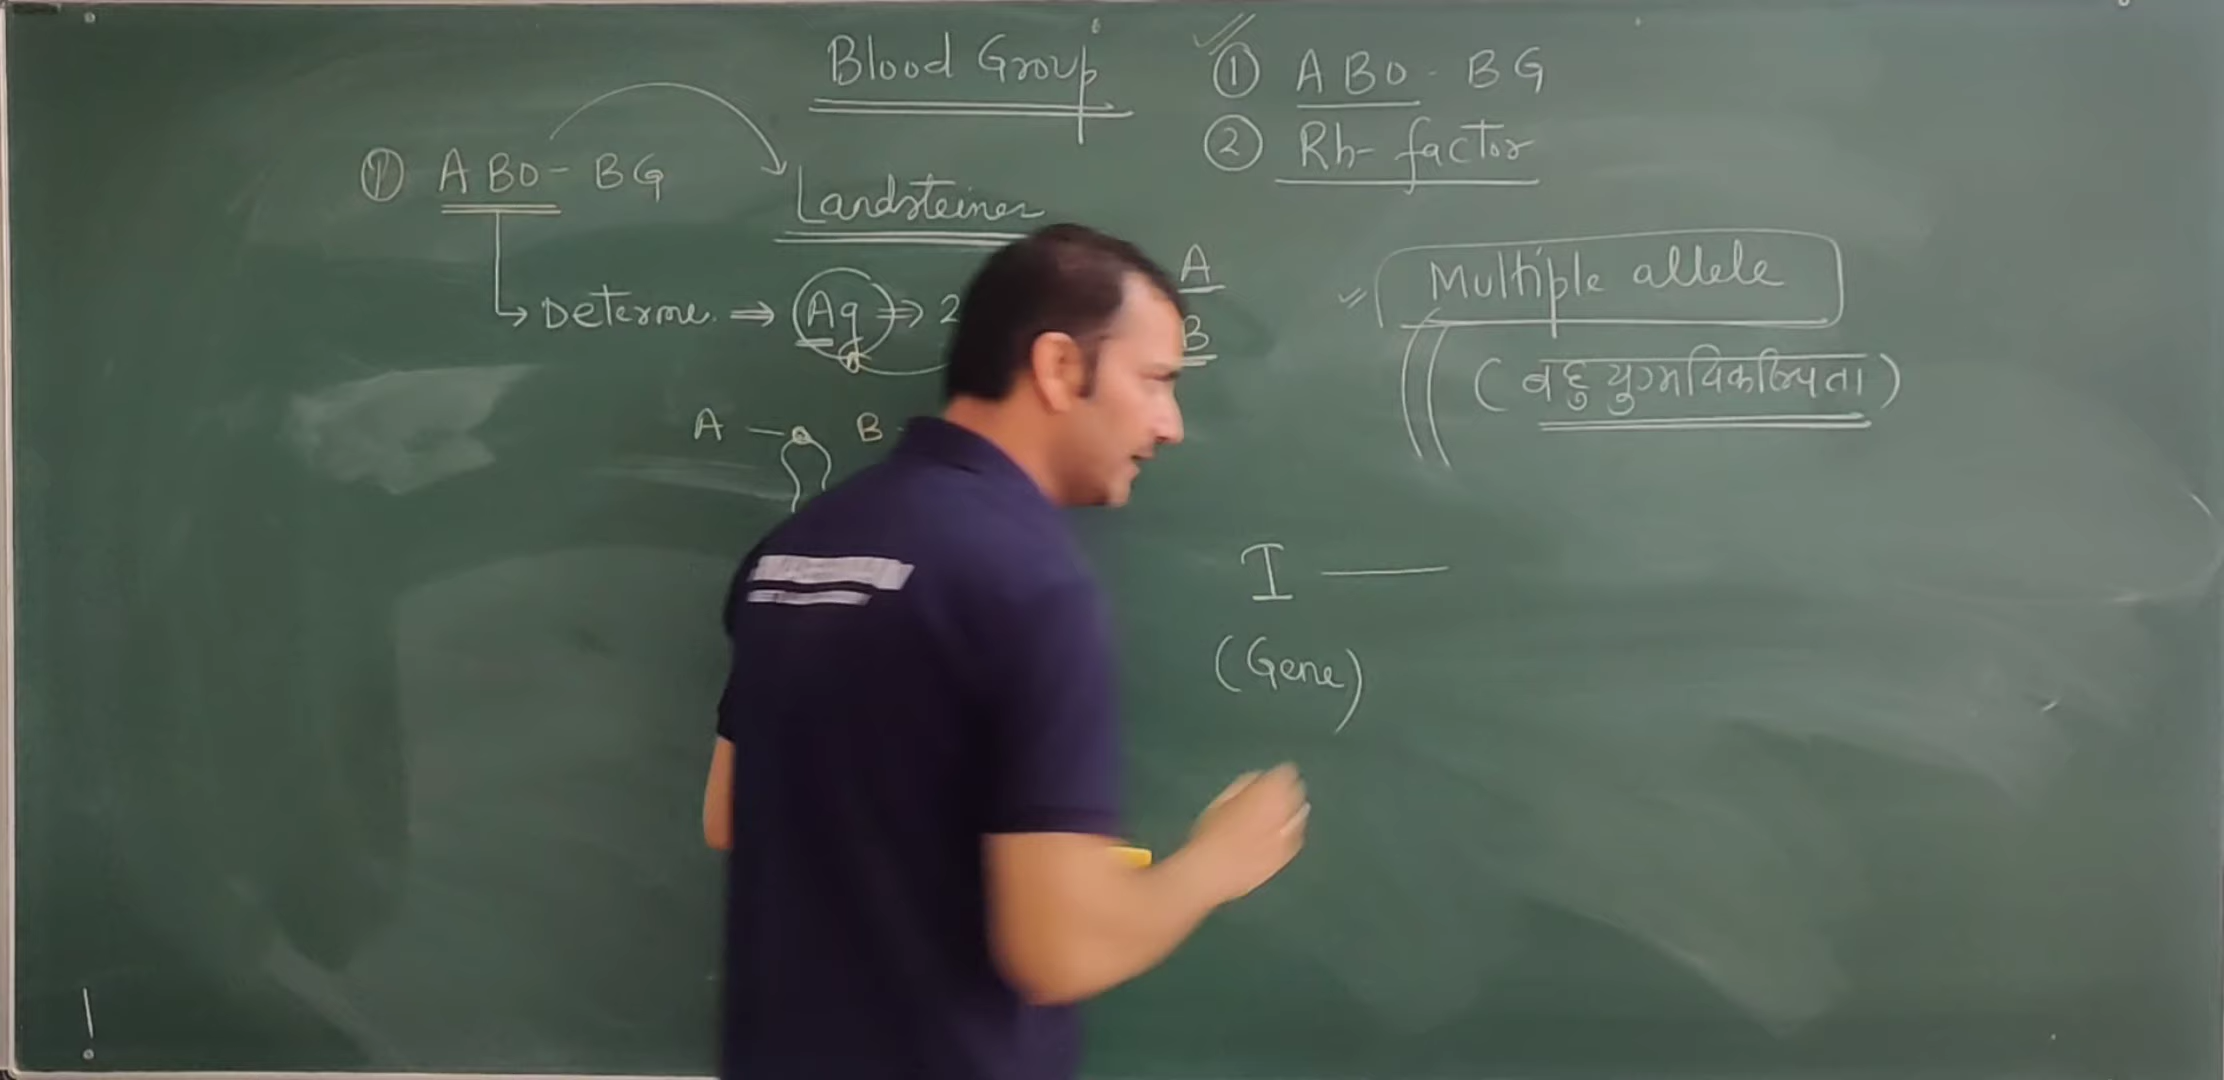 Blood Group
① ABO - BG
② Rh- factor
① ABO - BG
Landsteiner
Determe. ⇒ Ag ⇒ 2
A
B
A — B -
Multiple allele
(बहु युग्मविकल्पिता)
I —
(Gene)